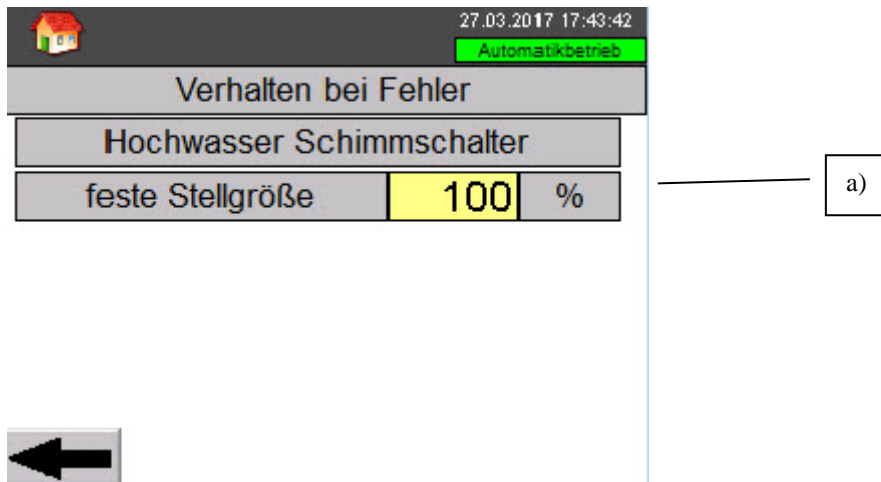 27.03.2017 17:43:42
Automatikbetrieb
Verhalten bei Fehler
Hochwasser Schimmschalter
feste Stellgröße 100 %
a)